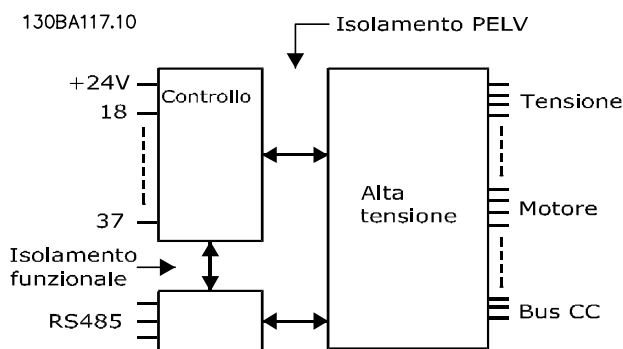 130BA117.10
Isolamento PELV
+24V
Controllo
18
Tensione
37
Alta
tensione
Motore
Isolamento
funzionale
RS485
Bus CC